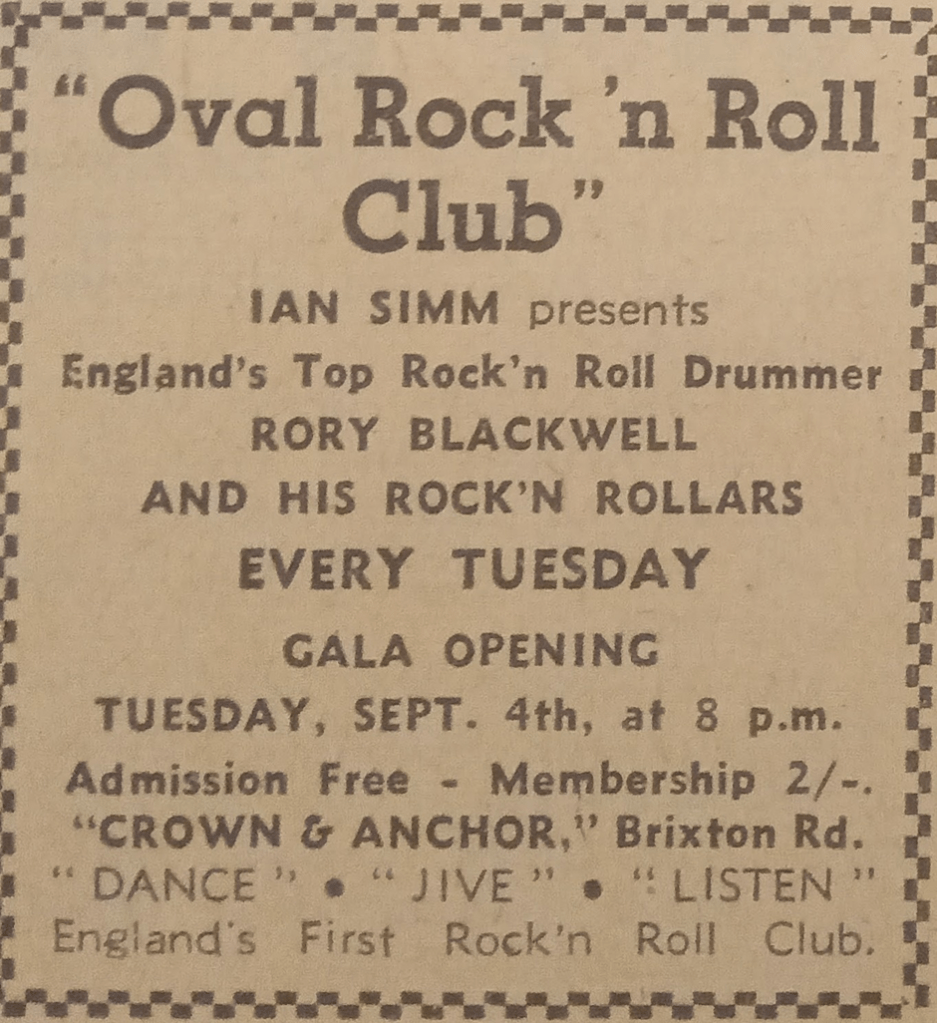 “Oval Rock ’n Roll
Club”
IAN SIMM presents
England’s Top Rock’n Roll Drummer
RORY BLACKWELL
AND HIS ROCK’N ROLLARS
EVERY TUESDAY
GALA OPENING
TUESDAY, SEPT. 4th, at 8 p.m.
Admission Free - Membership 2/-.
“CROWN & ANCHOR,” Brixton Rd.
“ DANCE ” • “ JIVE ” • “ LISTEN ”
England’s First Rock’n Roll Club.